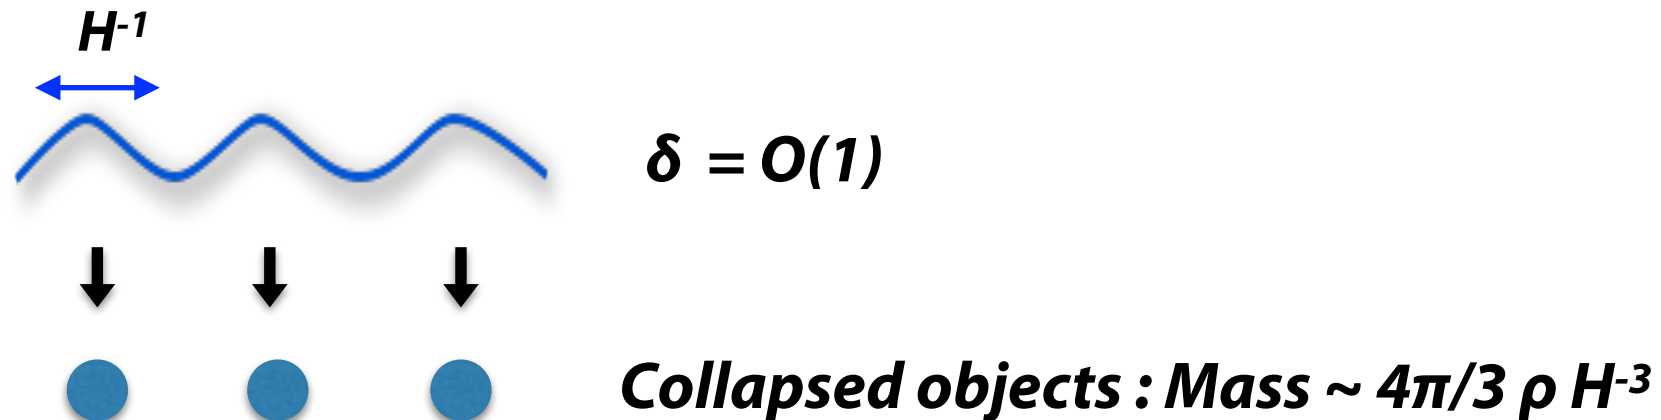 H⁻¹
δ = O(1)
Collapsed objects : Mass ~ 4π/3 ρ H⁻³